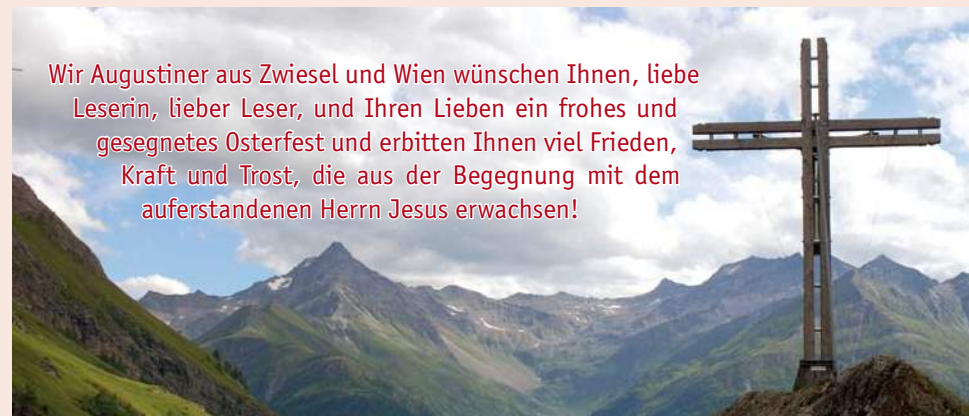 Wir Augustiner aus Zwiesel und Wien wünschen Ihnen, liebe
Leserin, lieber Leser, und Ihren Lieben ein frohes und
gesegnetes Osterfest und erbitten Ihnen viel Frieden,
Kraft und Trost, die aus der Begegnung mit dem
auferstandenen Herrn Jesus erwachsen!